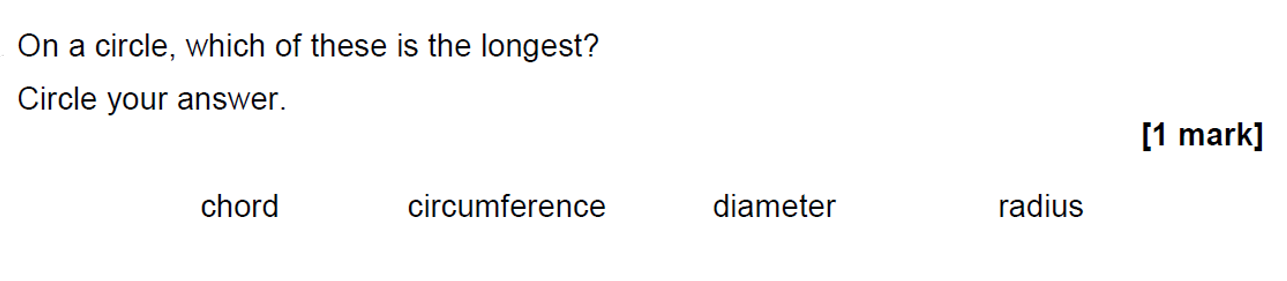 On a circle, which of these is the longest?
Circle your answer.
[1 mark]
chord circumference diameter radius